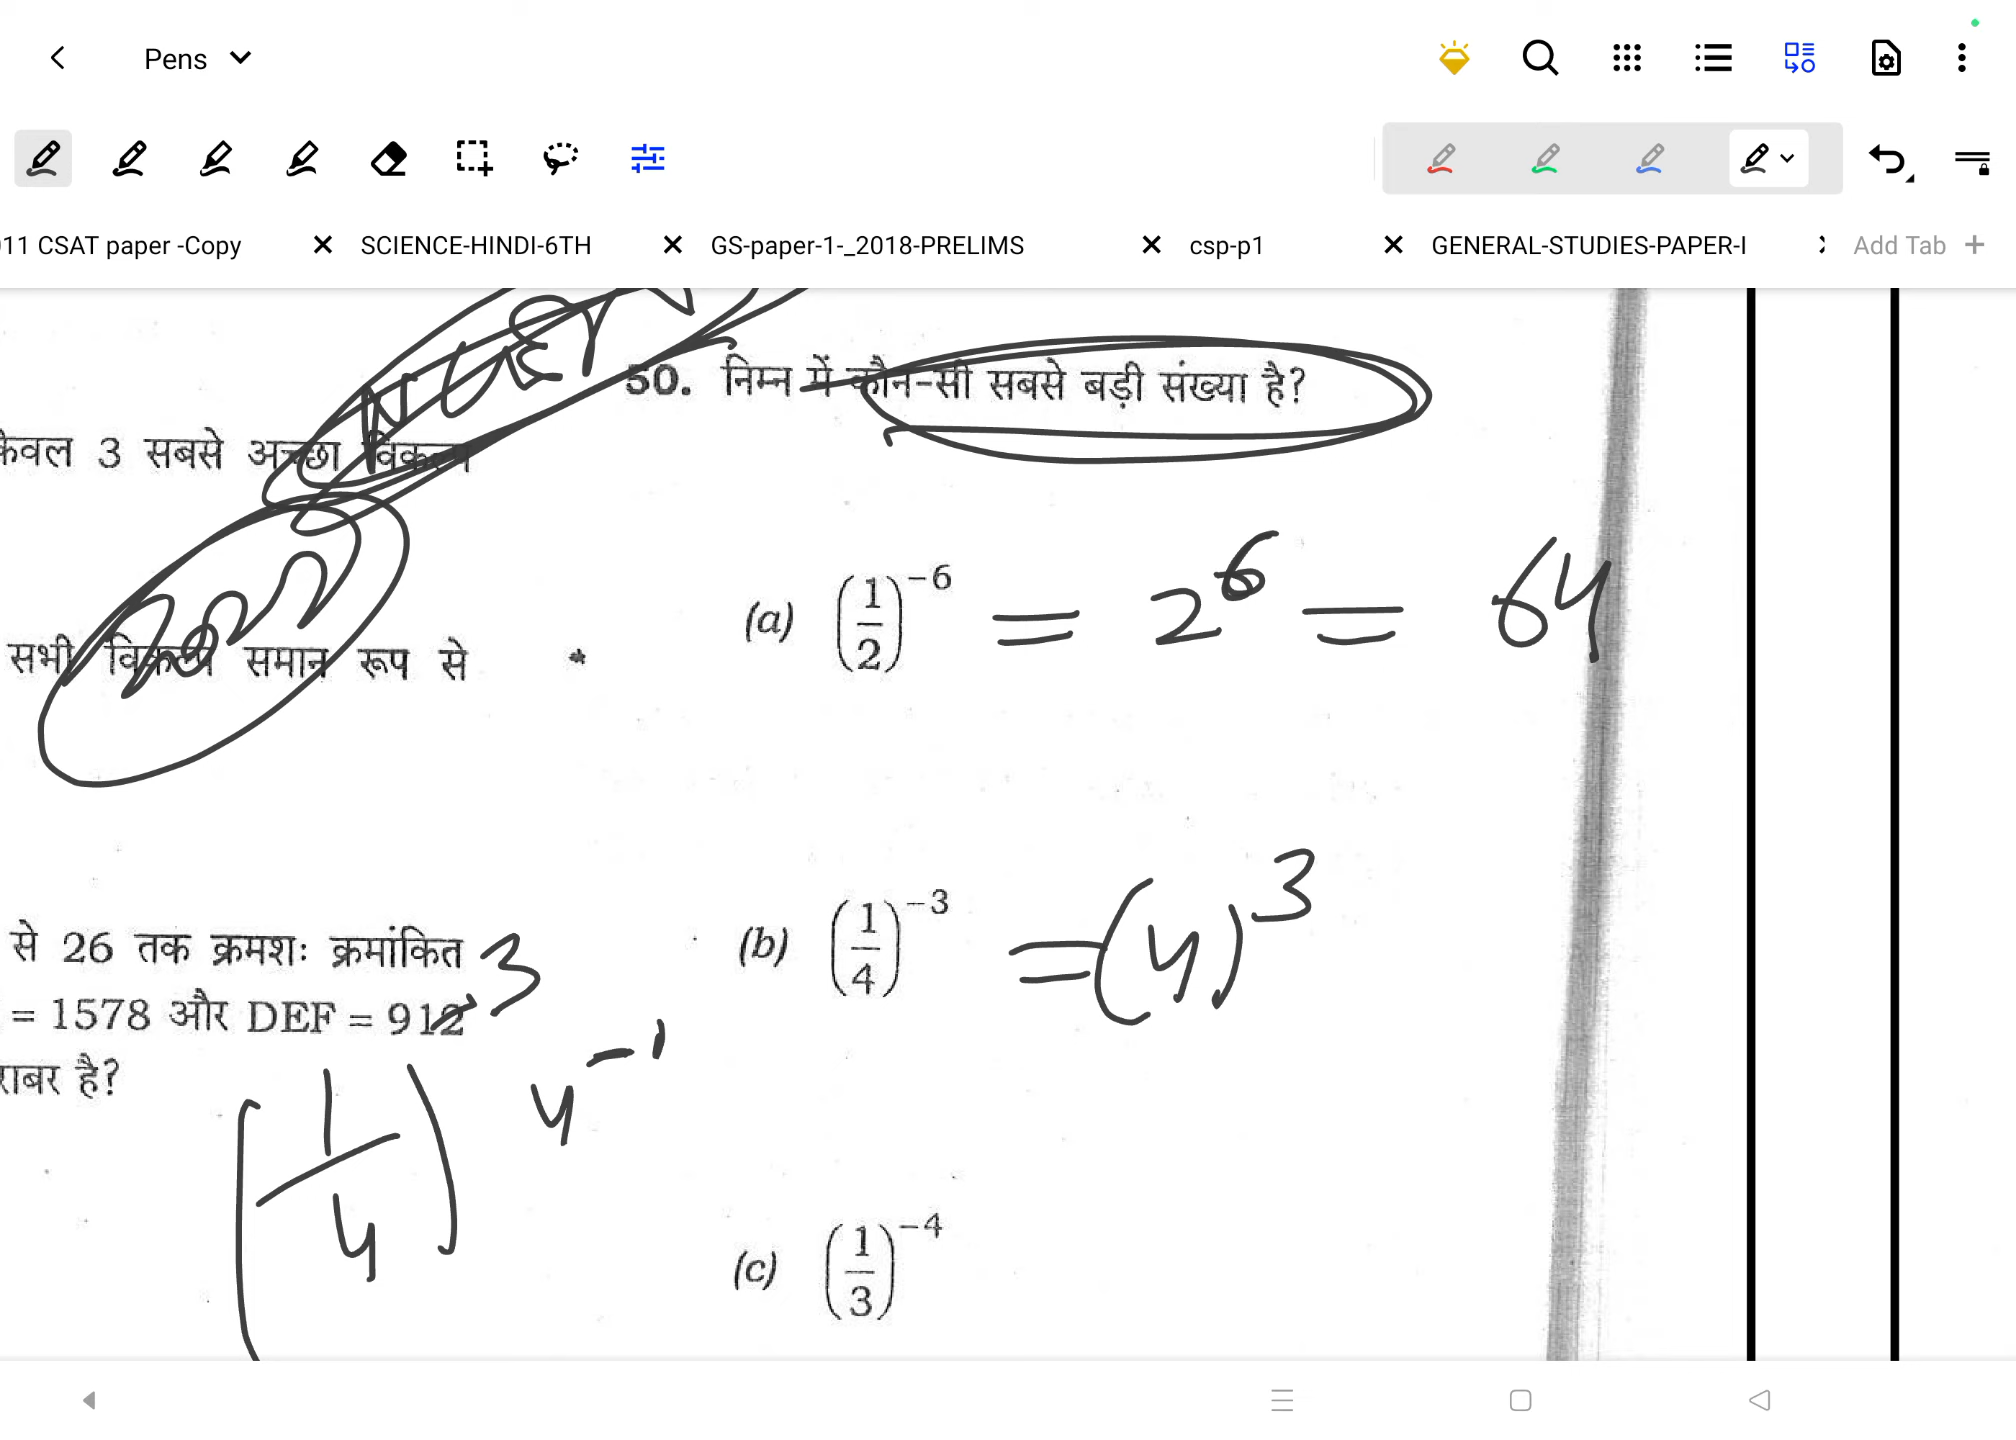 Pens
11 CSAT paper -Copy
SCIENCE-HINDI-6TH
GS-paper-1-_2018-PRELIMS
csp-p1
GENERAL-STUDIES-PAPER-I
Add Tab +
केवल 3 सबसे अच्छा विकल्प
सभी विकल्प समान रूप से
से 26 तक क्रमशः क्रमांकित
= 1578 और DEF = 912
है?
(1/4) 3
4^-1
50. निम्न में कौन-सी सबसे बड़ी संख्या है?
(a) (1/2)^-6 = 2^6 = 64
(b) (1/4)^-3 = (4)^3
(c) (1/3)^-4